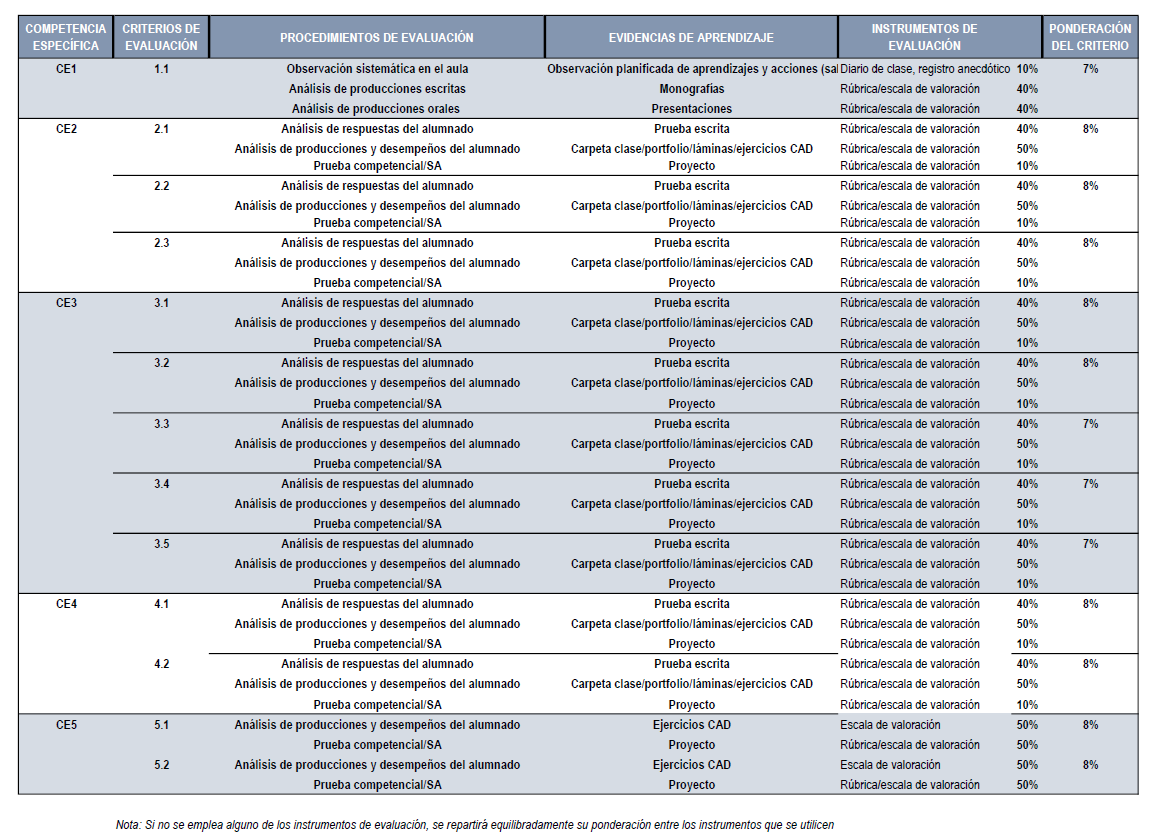 COMPETENCIA ESPECÍFICA CRITERIOS DE EVALUACIÓN PROCEDIMIENTOS DE EVALUACIÓN EVIDENCIAS DE APRENDIZAJE INSTRUMENTOS DE EVALUACIÓN PONDERACIÓN DEL CRITERIO
CE1 1.1 Observación sistemática en el aula Observación planificada de aprendizajes y acciones (sal Diario de clase, registro anecdótico 10% 7%
Análisis de producciones escritas Monografías Rúbrica/escala de valoración 40%
Análisis de producciones orales Presentaciones Rúbrica/escala de valoración 40%
CE2 2.1 Análisis de respuestas del alumnado Prueba escrita Rúbrica/escala de valoración 40% 8%
Análisis de producciones y desempeños del alumnado Carpeta clase/portfolio/láminas/ejercicios CAD Rúbrica/escala de valoración 50%
Prueba competencial/SA Proyecto Rúbrica/escala de valoración 10%
2.2 Análisis de respuestas del alumnado Prueba escrita Rúbrica/escala de valoración 40% 8%
Análisis de producciones y desempeños del alumnado Carpeta clase/portfolio/láminas/ejercicios CAD Rúbrica/escala de valoración 50%
Prueba competencial/SA Proyecto Rúbrica/escala de valoración 10%
2.3 Análisis de respuestas del alumnado Prueba escrita Rúbrica/escala de valoración 40% 8%
Análisis de producciones y desempeños del alumnado Carpeta clase/portfolio/láminas/ejercicios CAD Rúbrica/escala de valoración 50%
Prueba competencial/SA Proyecto Rúbrica/escala de valoración 10%
CE3 3.1 Análisis de respuestas del alumnado Prueba escrita Rúbrica/escala de valoración 40% 8%
Análisis de producciones y desempeños del alumnado Carpeta clase/portfolio/láminas/ejercicios CAD Rúbrica/escala de valoración 50%
Prueba competencial/SA Proyecto Rúbrica/escala de valoración 10%
3.2 Análisis de respuestas del alumnado Prueba escrita Rúbrica/escala de valoración 40% 8%
Análisis de producciones y desempeños del alumnado Carpeta clase/portfolio/láminas/ejercicios CAD Rúbrica/escala de valoración 50%
Prueba competencial/SA Proyecto Rúbrica/escala de valoración 10%
3.3 Análisis de respuestas del alumnado Prueba escrita Rúbrica/escala de valoración 40% 7%
Análisis de producciones y desempeños del alumnado Carpeta clase/portfolio/láminas/ejercicios CAD Rúbrica/escala de valoración 50%
Prueba competencial/SA Proyecto Rúbrica/escala de valoración 10%
3.4 Análisis de respuestas del alumnado Prueba escrita Rúbrica/escala de valoración 40% 7%
Análisis de producciones y desempeños del alumnado Carpeta clase/portfolio/láminas/ejercicios CAD Rúbrica/escala de valoración 50%
Prueba competencial/SA Proyecto Rúbrica/escala de valoración 10%
3.5 Análisis de respuestas del alumnado Prueba escrita Rúbrica/escala de valoración 40% 7%
Análisis de producciones y desempeños del alumnado Carpeta clase/portfolio/láminas/ejercicios CAD Rúbrica/escala de valoración 50%
Prueba competencial/SA Proyecto Rúbrica/escala de valoración 10%
CE4 4.1 Análisis de respuestas del alumnado Prueba escrita Rúbrica/escala de valoración 40% 8%
Análisis de producciones y desempeños del alumnado Carpeta clase/portfolio/láminas/ejercicios CAD Rúbrica/escala de valoración 50%
Prueba competencial/SA Proyecto Rúbrica/escala de valoración 10%
4.2 Análisis de respuestas del alumnado Prueba escrita Rúbrica/escala de valoración 40% 8%
Análisis de producciones y desempeños del alumnado Carpeta clase/portfolio/láminas/ejercicios CAD Rúbrica/escala de valoración 50%
Prueba competencial/SA Proyecto Rúbrica/escala de valoración 10%
CE5 5.1 Análisis de producciones y desempeños del alumnado Ejercicios CAD Escala de valoración 50% 8%
Prueba competencial/SA Proyecto Rúbrica/escala de valoración 50%
5.2 Análisis de producciones y desempeños del alumnado Ejercicios CAD Escala de valoración 50% 8%
Prueba competencial/SA Proyecto Rúbrica/escala de valoración 50%
Nota: Si no se emplea alguno de los instrumentos de evaluación, se repartirá equilibradamente su ponderación entre los instrumentos que se utilicen